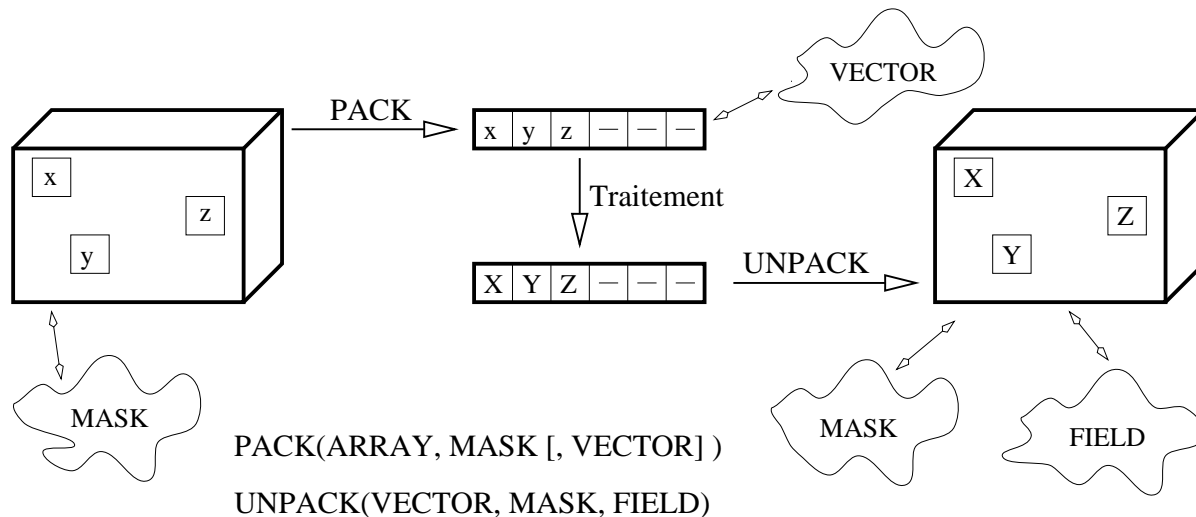 VECTOR
PACK
x y z — — —
x
z
y
Traitement
X
Z
Y
UNPACK
X Y Z — — —
MASK
MASK
FIELD
PACK(ARRAY, MASK [, VECTOR] )
UNPACK(VECTOR, MASK, FIELD)